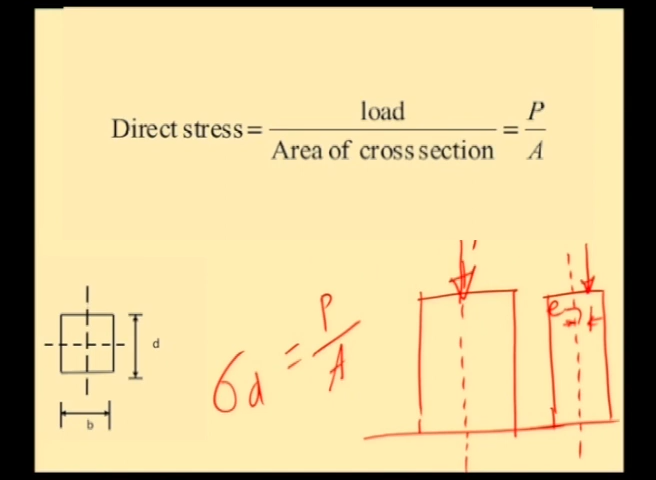 Direct stress = load / Area of cross section = P / A
d
b
σd = P / A
e